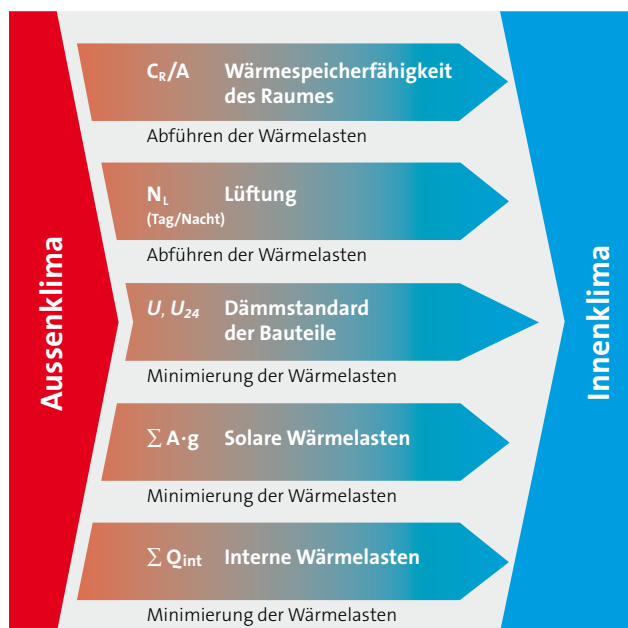 Aussenklima
C_R/A Wärmespeicherfähigkeit
des Raumes
Abführen der Wärmelasten
N_L Lüftung
(Tag/Nacht)
Abführen der Wärmelasten
U, U_24 Dämmstandard
der Bauteile
Minimierung der Wärmelasten
∑ A·g Solare Wärmelasten
Minimierung der Wärmelasten
∑ Q_int Interne Wärmelasten
Minimierung der Wärmelasten
Innenklima